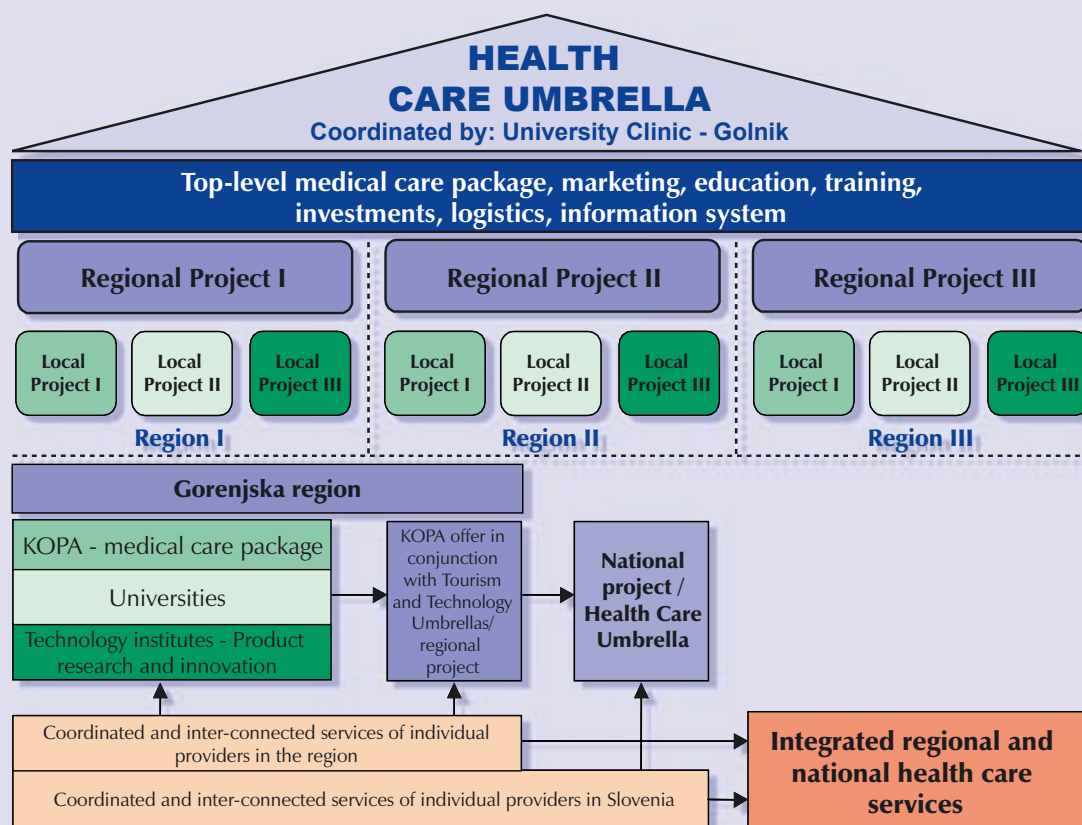 HEALTH
CARE UMBRELLA
Coordinated by: University Clinic - Golnik
Top-level medical care package, marketing, education, training,
investments, logistics, information system
Regional Project I
Regional Project II
Regional Project III
Local
Project I
Local
Project II
Local
Project III
Local
Project I
Local
Project II
Local
Project III
Local
Project I
Local
Project II
Local
Project III
Region I
Region II
Region III
Gorenjska region
KOPA - medical care package
Universities
Technology institutes - Product
research and innovation
KOPA offer in
conjunction
with Tourism
and Technology
Umbrellas/
regional
project
National
project /
Health Care
Umbrella
Coordinated and inter-connected services of individual
providers in the region
Coordinated and inter-connected services of individual providers in Slovenia
Integrated regional and
national health care
services